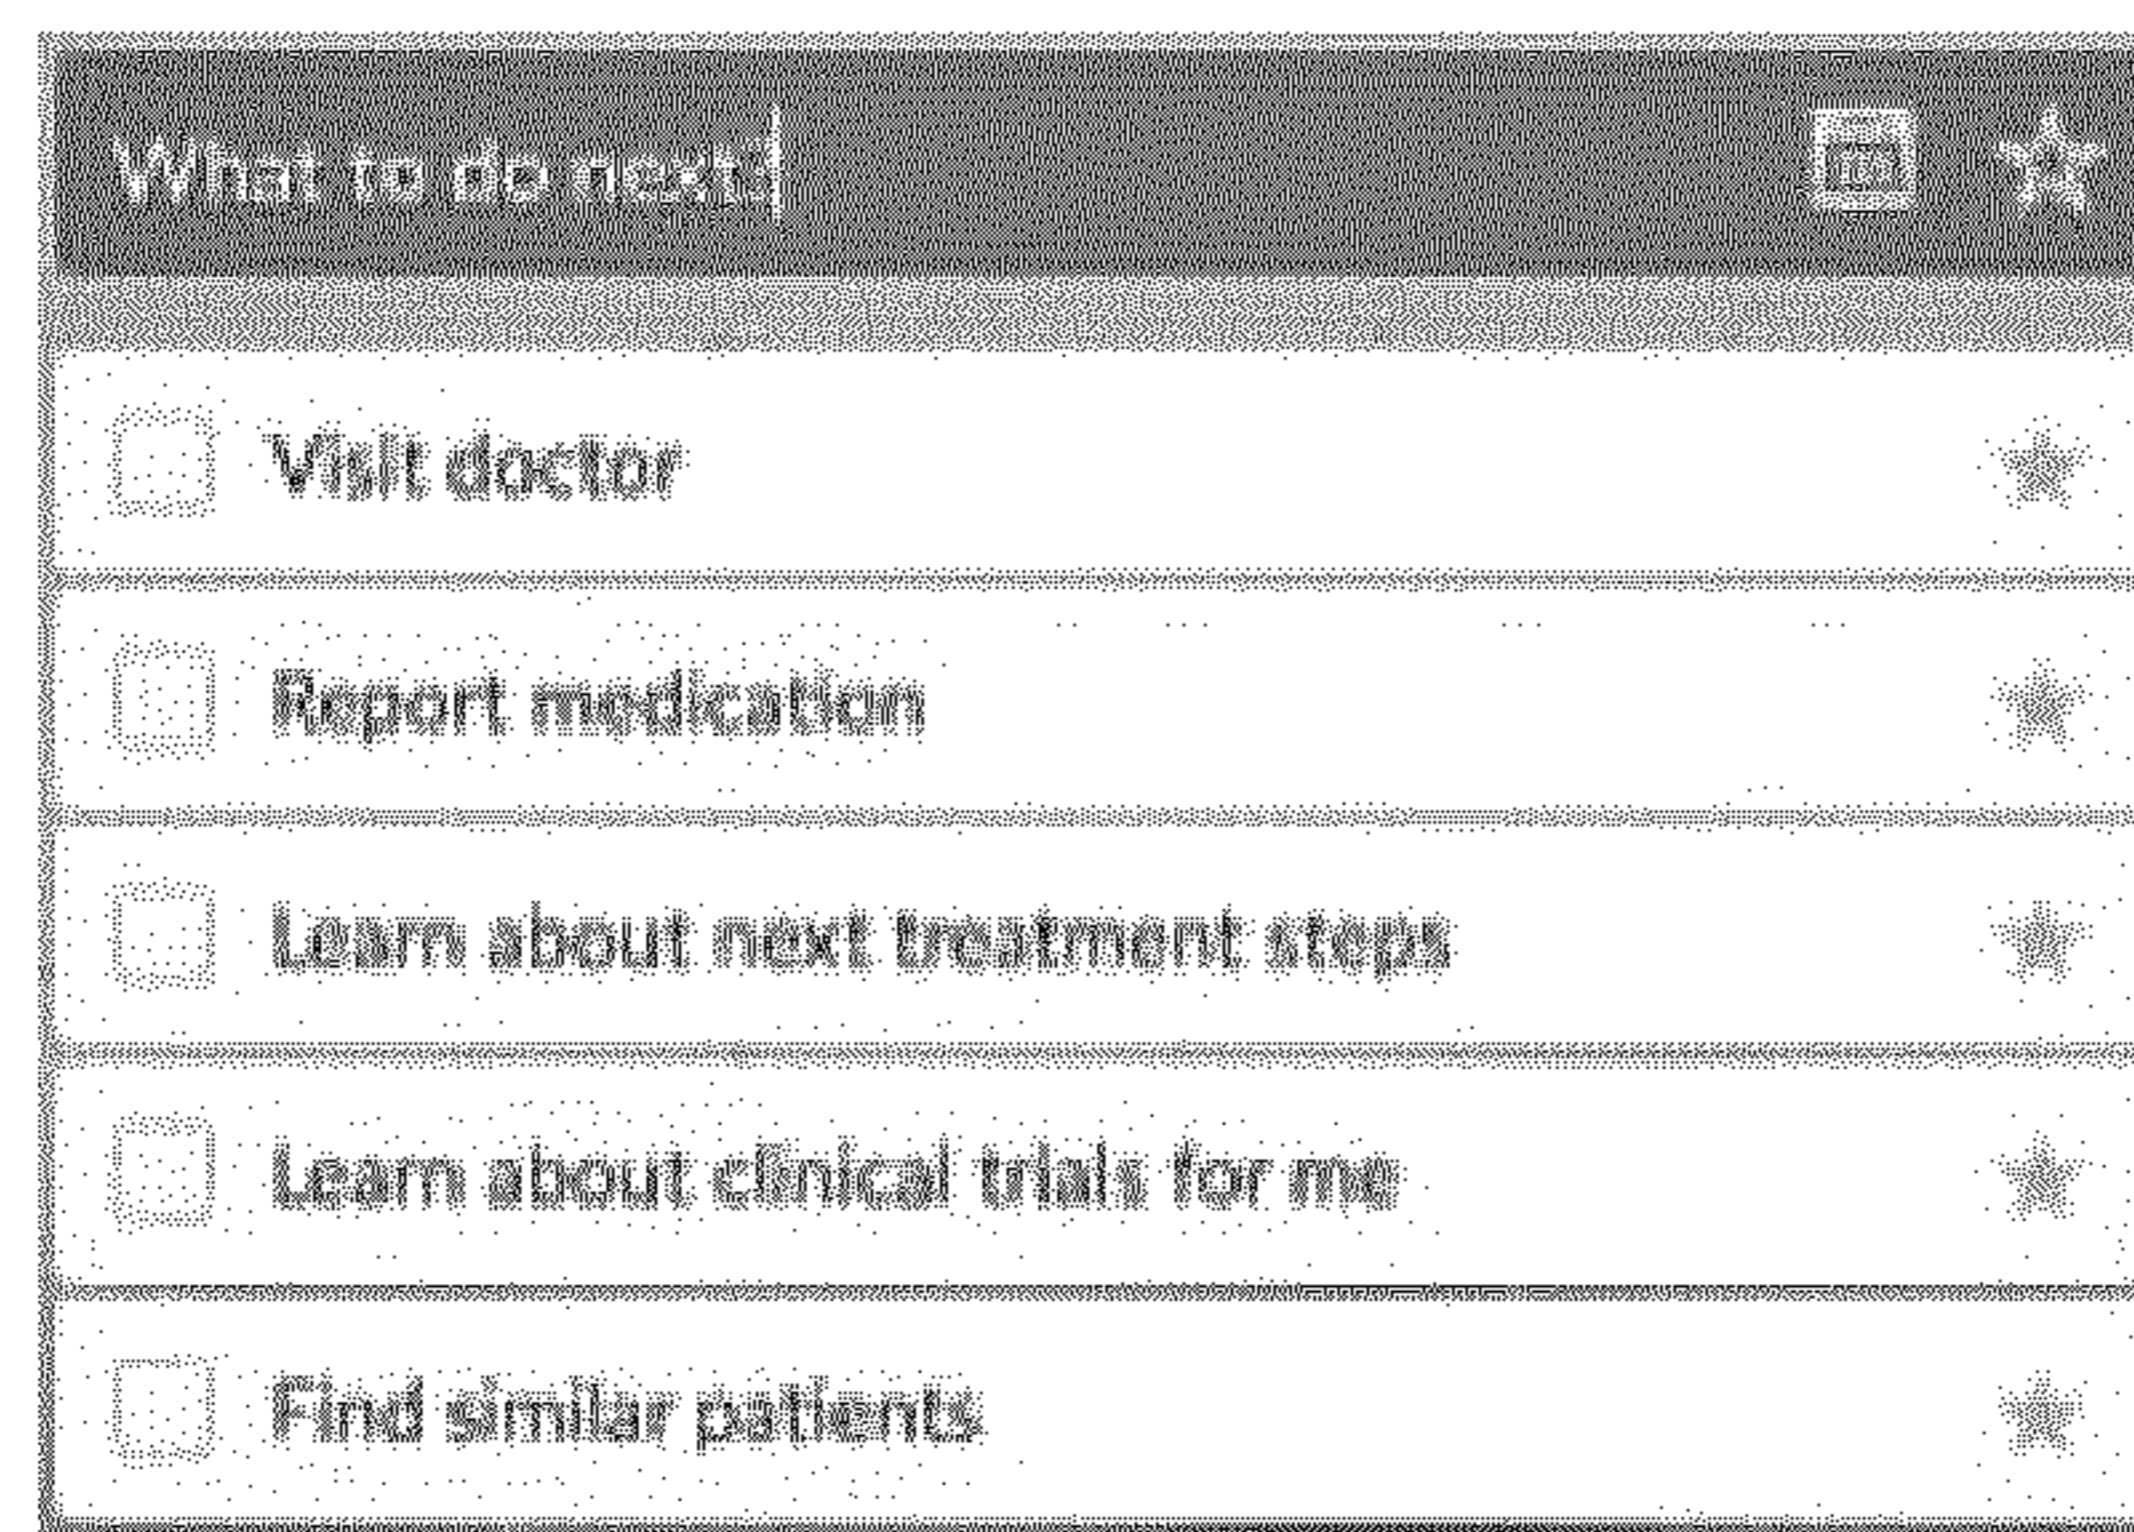 What to do next?
Visit doctor
Report medication
Learn about next treatment steps
Learn about clinical trials for me
Find similar patients